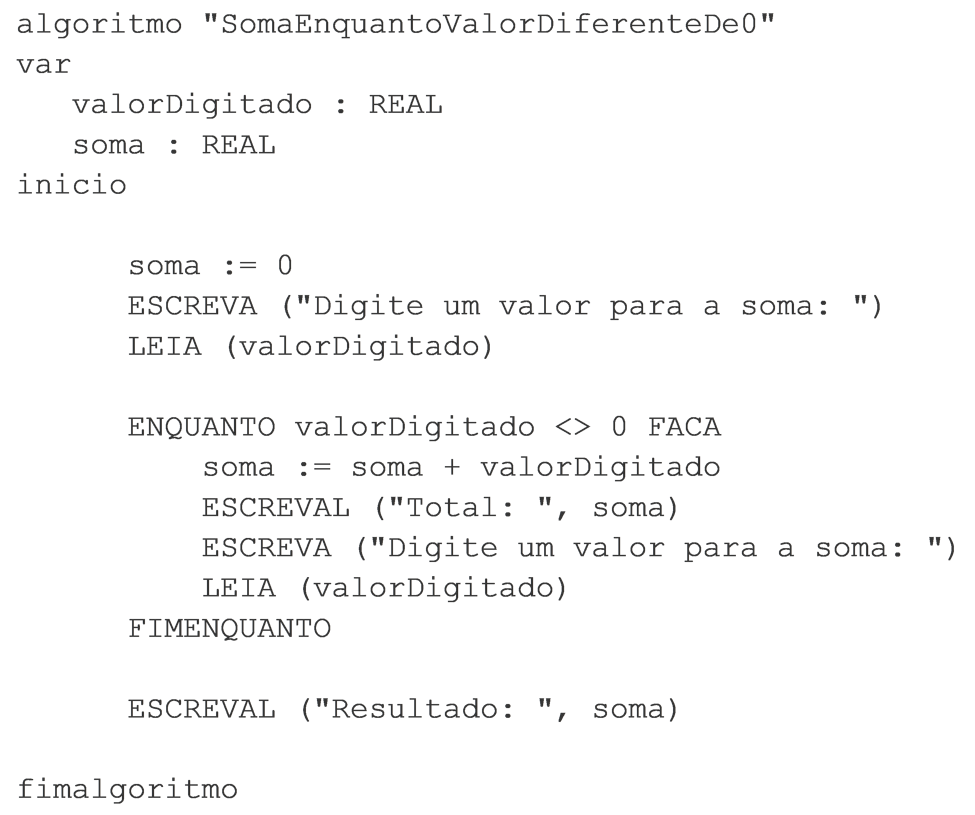 algoritmo "SomaEnquantoValorDiferenteDe0"
var
valorDigitado : REAL
soma : REAL
inicio
soma := 0
ESCREVA ("Digite um valor para a soma: ")
LEIA (valorDigitado)
ENQUANTO valorDigitado <> 0 FACA
soma := soma + valorDigitado
ESCREVAL ("Total: ", soma)
ESCREVA ("Digite um valor para a soma: ")
LEIA (valorDigitado)
FIMENQUANTO
ESCREVAL ("Resultado: ", soma)
fimalgoritmo